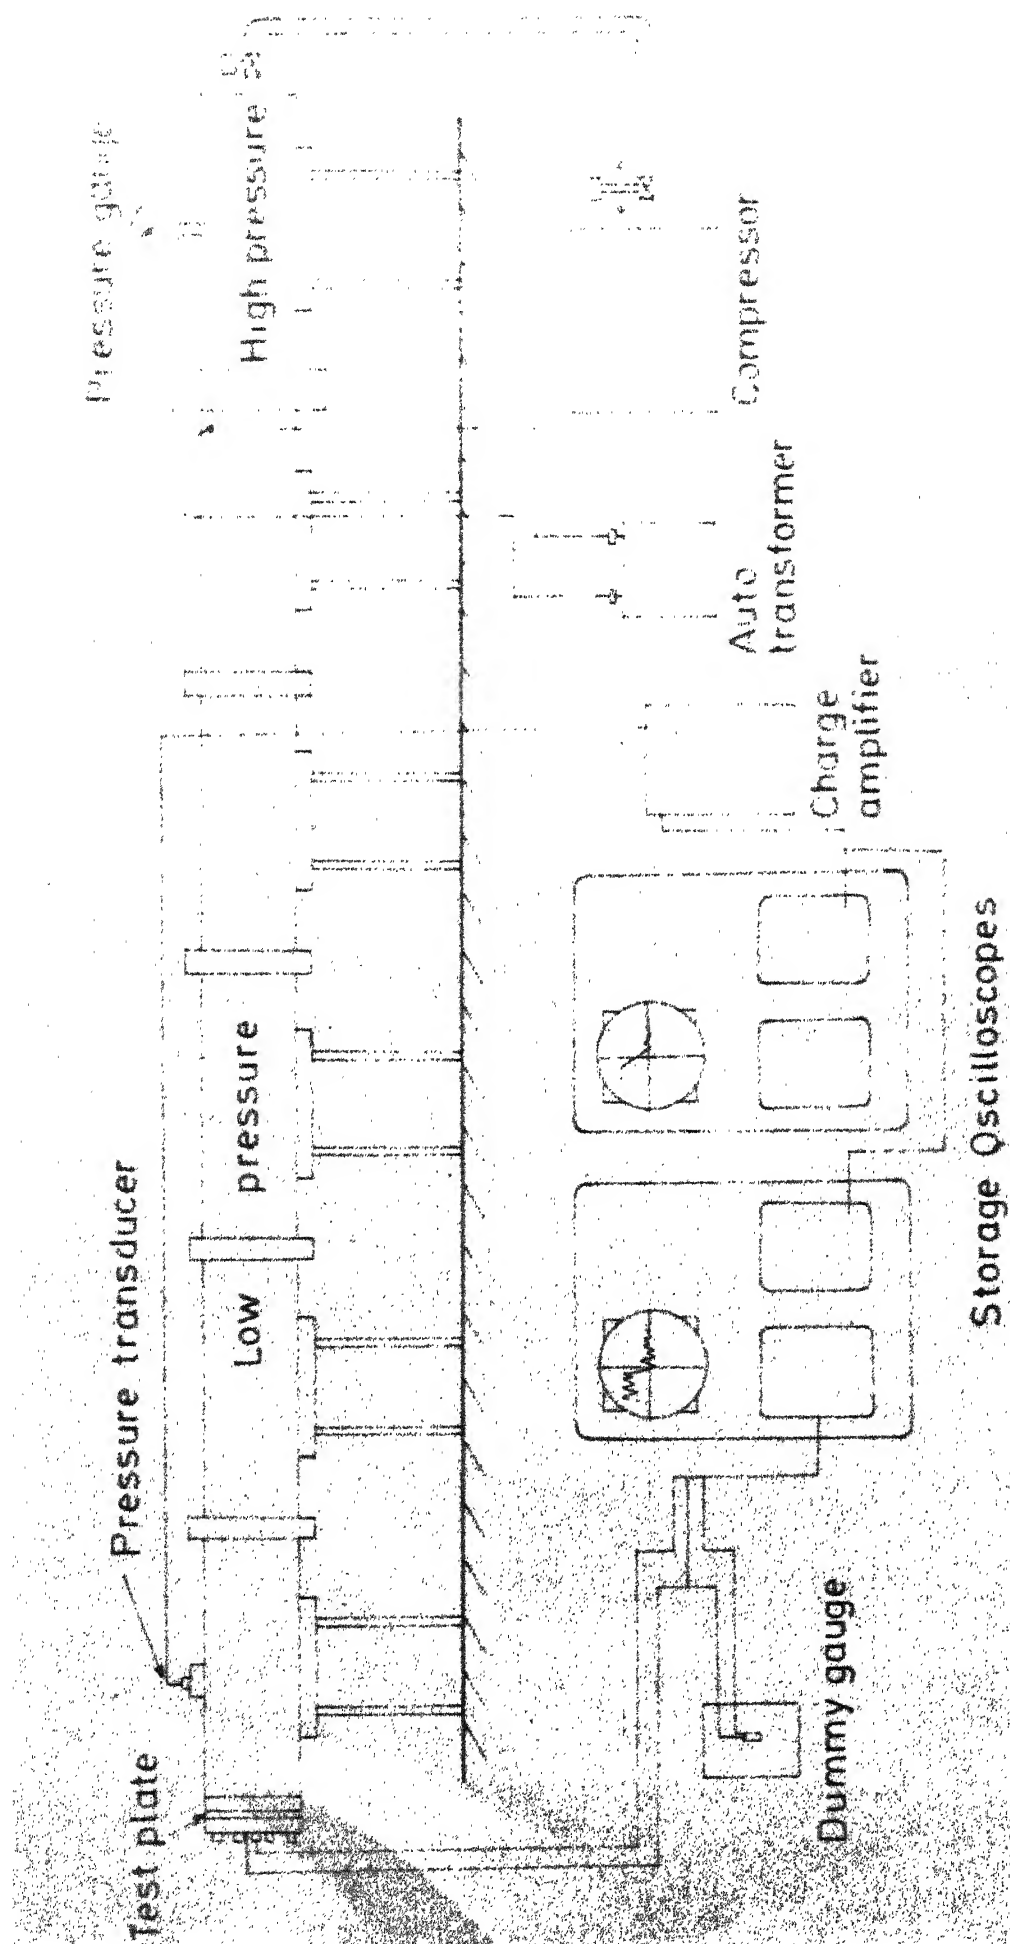 Test plate
Pressure transducer
Pressure gauge
Low pressure
High pressure
Dummy gauge
Storage Oscilloscopes
Charge
amplifier
Auto
transformer
Compressor